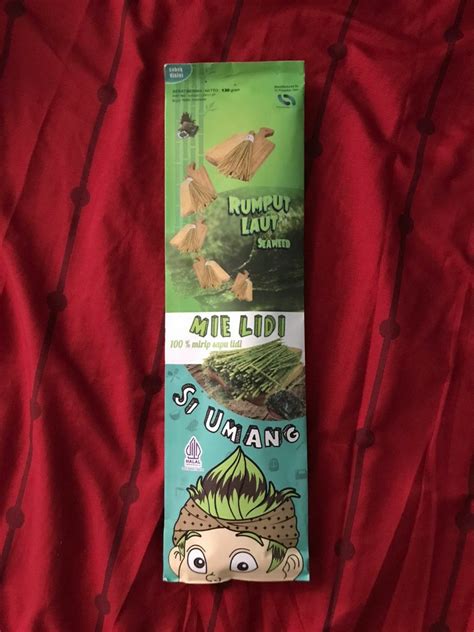 RUMPUT
LAUT
SEAWEED
MIE LIDI
100 % mirip sapu lidi
SI UMANG
HALAL